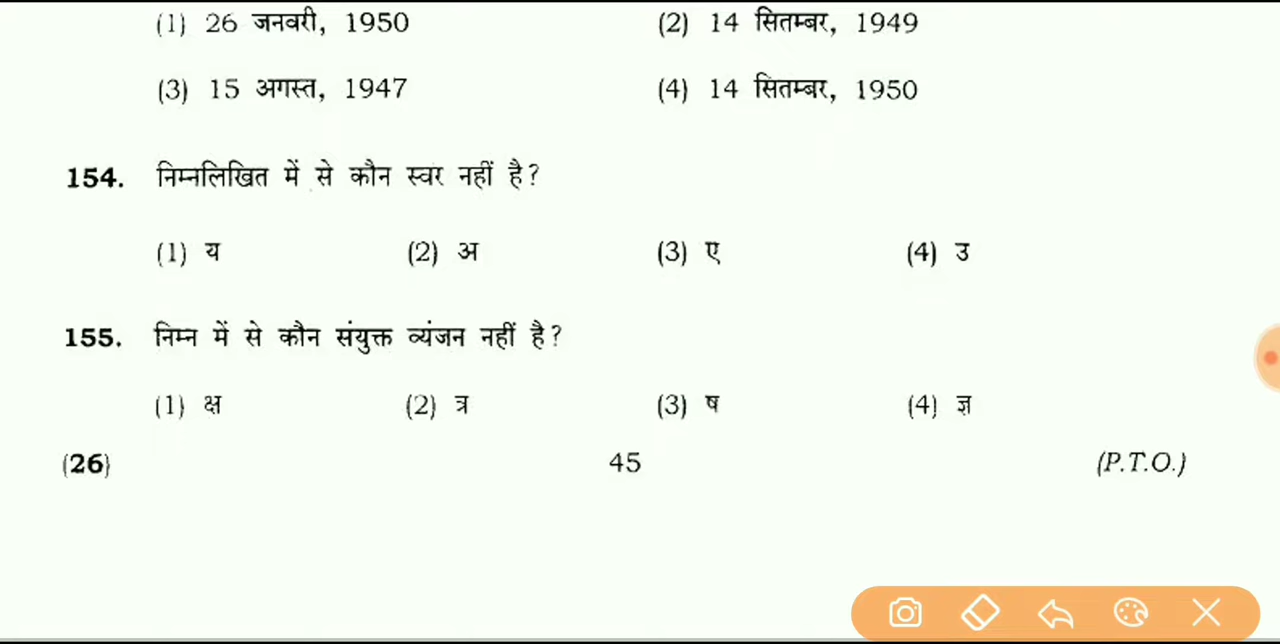 (1) 26 जनवरी, 1950 (2) 14 सितम्बर, 1949
(3) 15 अगस्त, 1947 (4) 14 सितम्बर, 1950
154. निम्नलिखित में से कौन स्वर नहीं है?
(1) य (2) अ (3) ए (4) उ
155. निम्न में से कौन संयुक्त व्यंजन नहीं है?
(1) क्ष (2) त्र (3) ष (4) ज्ञ
(26) 45 (P.T.O.)